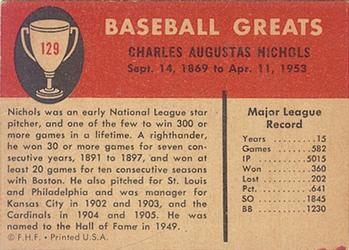 129
BASEBALL GREATS
CHARLES AUGUSTAS NICHOLS
Sept. 14, 1869 to Apr. 11, 1953
Nichols was an early National League star
pitcher, and one of the few to win 300 or
more games in a lifetime. A righthander,
he won 30 or more games for seven con-
secutive years, 1891 to 1897, and won at
least 20 games for ten consecutive seasons
with Boston. He also pitched for St. Louis
and Philadelphia and was manager for
Kansas City in 1902 and 1903, and the
Cardinals in 1904 and 1905. He was
named to the Hall of Fame in 1949.
© F.H.F. • Printed U.S.A.
Major League
Record
Years ------ 15
Games ------ 582
IP ------ 5015
Won ------ 360
Lost ------ 202
Pct. ------ .641
SO ------ 1845
BB ------ 1230